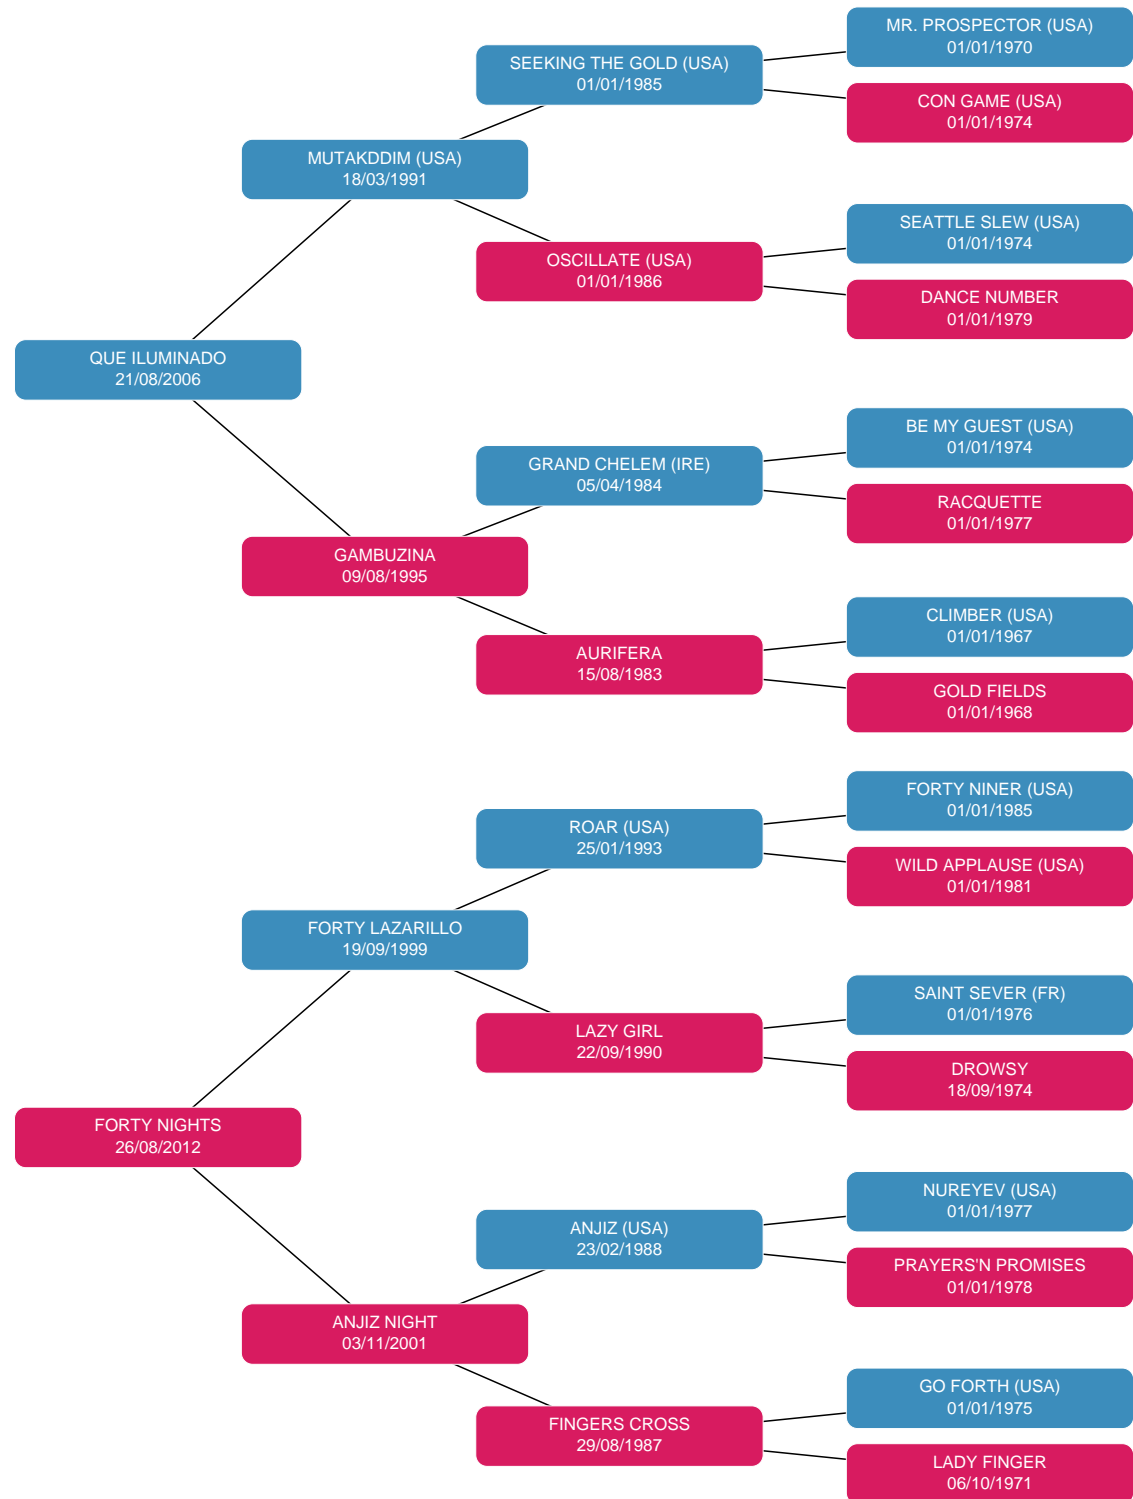 MR. PROSPECTOR (USA)
01/01/1970
SEEKING THE GOLD (USA)
01/01/1985
CON GAME (USA)
01/01/1974
MUTAKDDIM (USA)
18/03/1991
SEATTLE SLEW (USA)
01/01/1974
OSCILLATE (USA)
01/01/1986
DANCE NUMBER
01/01/1979
QUE ILUMINADO
21/08/2006
BE MY GUEST (USA)
01/01/1974
GRAND CHELEM (IRE)
05/04/1984
RACQUETTE
01/01/1977
GAMBUZINA
09/08/1995
CLIMBER (USA)
01/01/1967
AURIFERA
15/08/1983
GOLD FIELDS
01/01/1968
FORTY NINER (USA)
01/01/1985
ROAR (USA)
25/01/1993
WILD APPLAUSE (USA)
01/01/1981
FORTY LAZARILLO
19/09/1999
SAINT SEVER (FR)
01/01/1976
LAZY GIRL
22/09/1990
DROWSY
18/09/1974
FORTY NIGHTS
26/08/2012
NUREYEV (USA)
01/01/1977
ANJIZ (USA)
23/02/1988
PRAYERS'N PROMISES
01/01/1978
ANJIZ NIGHT
03/11/2001
GO FORTH (USA)
01/01/1975
FINGERS CROSS
29/08/1987
LADY FINGER
06/10/1971